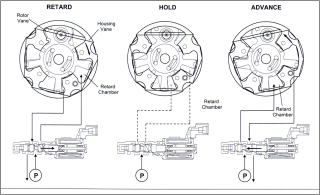 RETARD
HOLD
ADVANCE
Rotor
Vane
Housing
Vane
Retard
Chamber
Retard
Chamber
Retard
Chamber
P
P
P